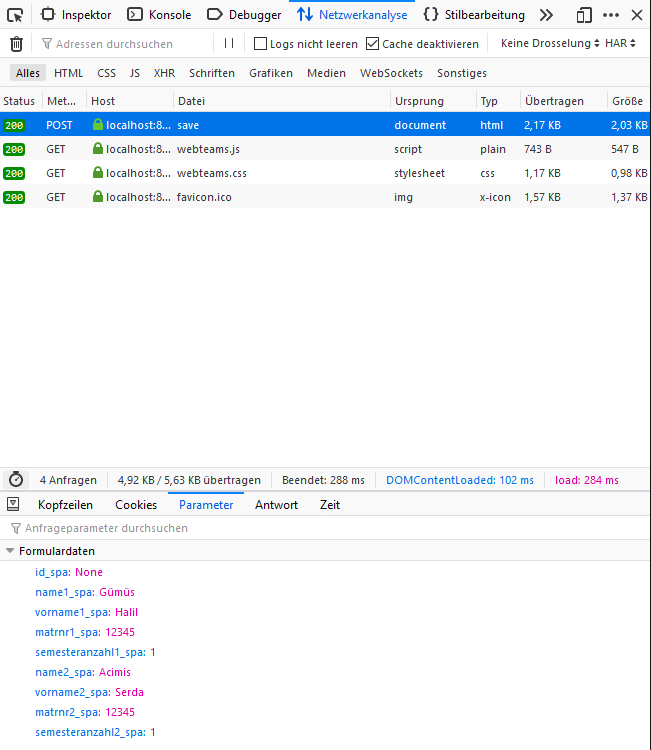 Inspektor Konsole Debugger Netzwerkanalyse Stilbearbeitung
Adressen durchsuchen Logs nicht leeren Cache deaktivieren Keine Drosselung HAR
Alles HTML CSS JS XHR Schriften Grafiken Medien WebSockets Sonstiges
Status Met... Host Datei Ursprung Typ Übertragen Größe
200 POST localhost:8... save document html 2,17 KB 2,03 KB
200 GET localhost:8... webteams.js script plain 743 B 547 B
200 GET localhost:8... webteams.css stylesheet css 1,17 KB 0,98 KB
200 GET localhost:8... favicon.ico img x-icon 1,57 KB 1,37 KB
4 Anfragen 4,92 KB / 5,63 KB übertragen Beendet: 288 ms DOMContentLoaded: 102 ms load: 284 ms
Kopfzeilen Cookies Parameter Antwort Zeit
Anfrageparameter durchsuchen
Formulardaten
id_spa: None
name1_spa: Gümüs
vorname1_spa: Halil
matrnr1_spa: 12345
semesteranzahl1_spa: 1
name2_spa: Acimis
vorname2_spa: Serda
matrnr2_spa: 12345
semesteranzahl2_spa: 1